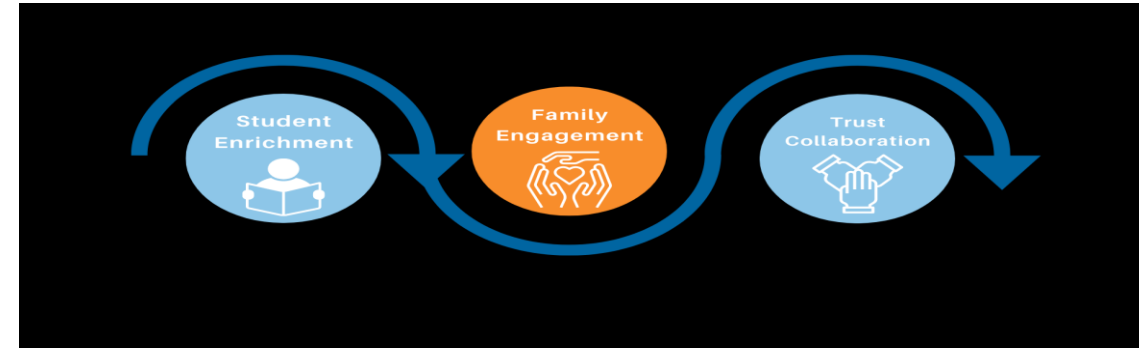 Student
Enrichment
Family
Engagement
Trust
Collaboration